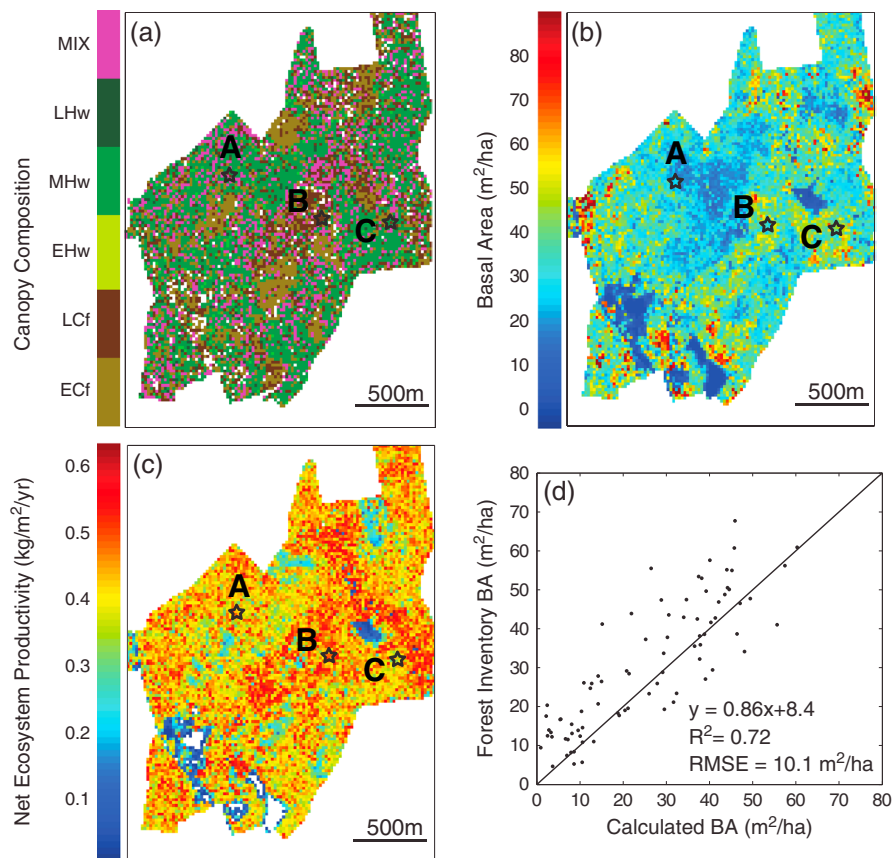 (a)
MIX
LHw
MHw
EHw
LCf
ECf
Canopy Composition
A
B
C
500m
(b)
90
80
70
60
50
40
30
20
10
0
Basal Area (m²/ha)
A
B
C
500m
(c)
0.6
0.5
0.4
0.3
0.2
0.1
Net Ecosystem Productivity (kg/m²/yr)
A
B
C
500m
(d)
80
70
60
50
40
30
20
10
0
Forest Inventory BA (m²/ha)
y = 0.86x+8.4
R²= 0.72
RMSE = 10.1 m²/ha
0 10 20 30 40 50 60 70 80
Calculated BA (m²/ha)